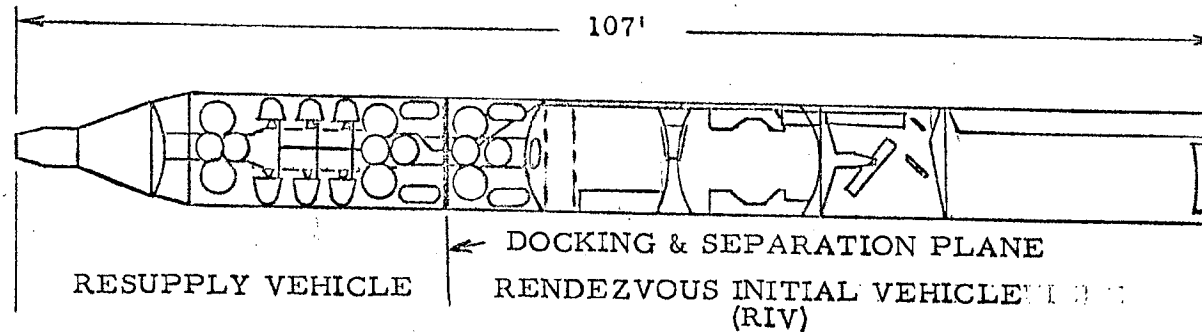 107'
DOCKING & SEPARATION PLANE
RESUPPLY VEHICLE
RENDEZVOUS INITIAL VEHICLE
(RIV)